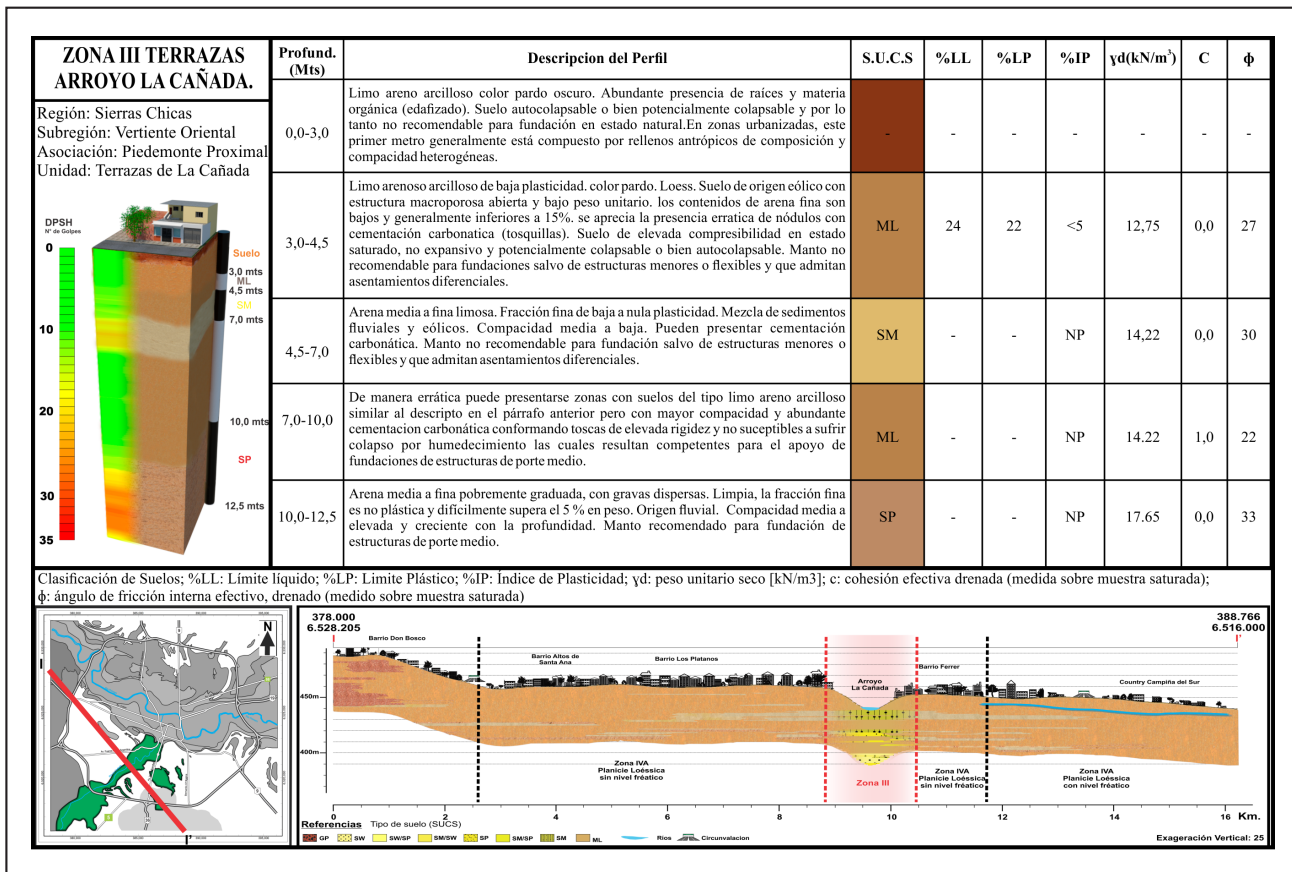 ZONA III TERRAZAS
ARROYO LA CAÑADA.
Región: Sierras Chicas
Subregión: Vertiente Oriental
Asociación: Piedemonte Proximal
Unidad: Terrazas de La Cañada
DPSH
N° de Golpes
0
10
20
30
35
Suelo
3,0 mts
ML
4,5 mts
SM
7,0 mts
10,0 mts
SP
12,5 mts
Profund. (Mts) Descripcion del Perfil S.U.C.S %LL %LP %IP γd(kN/m³) C ϕ
0,0-3,0
Limo areno arcilloso color pardo oscuro. Abundante presencia de raíces y materia
orgánica (edafizado). Suelo autocolapsable o bien potencialmente colapsable y por lo
tanto no recomendable para fundación en estado natural.En zonas urbanizadas, este
primer metro generalmente está compuesto por rellenos antrópicos de composición y
compacidad heterogéneas.
- - - - - - -
3,0-4,5
Limo arenoso arcilloso de baja plasticidad. color pardo. Loess. Suelo de origen eólico con
estructura macroporosa abierta y bajo peso unitario. los contenidos de arena fina son
bajos y generalmente inferiores a 15%. se aprecia la presencia erratica de nódulos con
cementación carbonatica (tosquillas). Suelo de elevada compresibilidad en estado
saturado, no expansivo y potencialmente colapsable o bien autocolapsable. Manto no
recomendable para fundaciones salvo de estructuras menores o flexibles y que admitan
asentamientos diferenciales.
ML 24 22 <5 12,75 0,0 27
4,5-7,0
Arena media a fina limosa. Fracción fina de baja a nula plasticidad. Mezcla de sedimentos
fluviales y eólicos. Compacidad media a baja. Pueden presentar cementación
carbonática. Manto no recomendable para fundación salvo de estructuras menores o
flexibles y que admitan asentamientos diferenciales.
SM - - NP 14,22 0,0 30
7,0-10,0
De manera errática puede presentarse zonas con suelos del tipo limo areno arcilloso
similar al descripto en el párrafo anterior pero con mayor compacidad y abundante
cementacion carbonática conformando toscas de elevada rigidez y no suceptibles a sufrir
colapso por humedecimiento las cuales resultan competentes para el apoyo de
fundaciones de estructuras de porte medio.
ML - - NP 14.22 1,0 22
10,0-12,5
Arena media a fina pobremente graduada, con gravas dispersas. Limpia, la fracción fina
es no plástica y difícilmente supera el 5 % en peso. Origen fluvial. Compacidad media a
elevada y creciente con la profundidad. Manto recomendado para fundación de
estructuras de porte medio.
SP - - NP 17.65 0,0 33
Clasificación de Suelos; %LL: Límite líquido; %LP: Limite Plástico; %IP: Índice de Plasticidad; γd: peso unitario seco [kN/m3]; c: cohesión efectiva drenada (medida sobre muestra saturada);
ϕ: ángulo de fricción interna efectivo, drenado (medido sobre muestra saturada)
N
I
I'
378.000
6.528.205
388.766
6.516.000
Barrio Don Bosco
Barrio Altos de
Santa Ana
Barrio Los Platanos
Arroyo
La Cañada
Barrio Ferrer
Country Campiña del Sur
450m
400m
Zona IVA
Planicie Loéssica
sin nivel fréatico
Zona III
Zona IVA
Planicie Loéssica
sin nivel fréatico
Zona IVA
Planicie Loéssica
con nivel fréatico
0 2 4 6 8 10 12 14 16 Km.
Referencias Tipo de suelo (SUCS)
GP SW SW/SP SM/SW SP SM/SP SM ML Ríos Circunvalacion
Exageración Vertical: 25